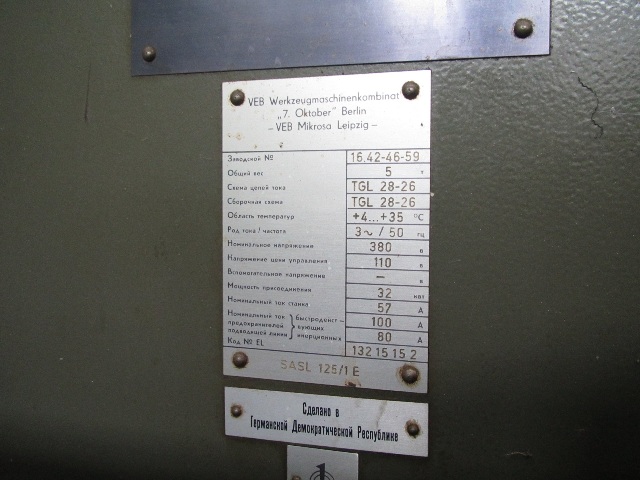 VEB Werkzeugmaschinenkombinat
„7. Oktober" Berlin
– VEB Mikrosa Leipzig –
Заводской № 16.42-46-59
Общий вес 5 т
Схема цепей тока TGL 28-26
Сборочная схема TGL 28-26
Область температур +4...+35 °C
Род тока / частота 3~ / 50 гц
Номинальное напряжение 380 в
Напряжение цепи управления 110 в
Вспомогательное напряжение – в
Мощность присоединения 32 квт
Номинальный ток станка 57 А
Номинальный ток предохранителей подводящей линии } быстродейст–вующих 100 А
инерционных 80 А
Код № EL 132 15 15 2
SASL 125/1 E
Сделано в
Германской Демократической Республике
1